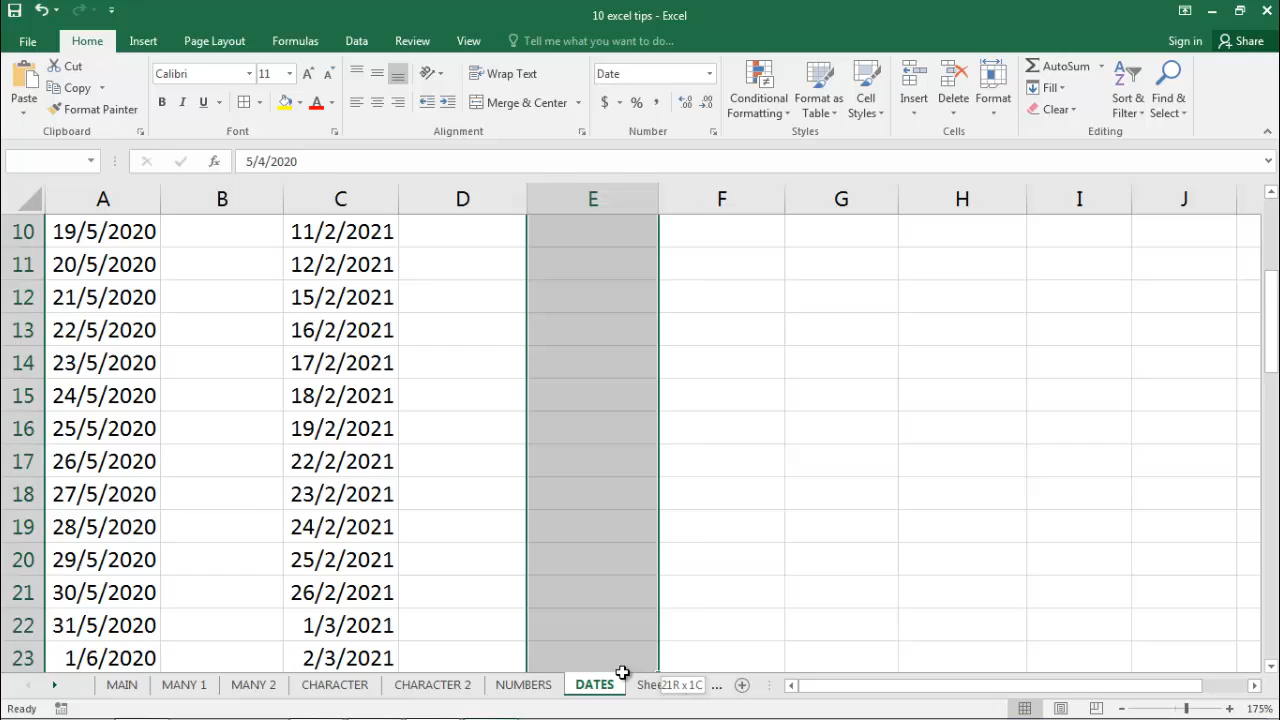 10 excel tips - Excel
File Home Insert Page Layout Formulas Data Review View Tell me what you want to do... Sign in Share
Paste Cut Copy Format Painter Clipboard
Calibri 11 B I U Font
Wrap Text Merge & Center Alignment
Date $ % Number
Conditional Formatting Format as Table Cell Styles Styles
Insert Delete Format Cells
AutoSum Fill Clear Sort & Filter Find & Select Editing
fx 5/4/2020
A B C D E F G H I J
10 19/5/2020 11/2/2021
11 20/5/2020 12/2/2021
12 21/5/2020 15/2/2021
13 22/5/2020 16/2/2021
14 23/5/2020 17/2/2021
15 24/5/2020 18/2/2021
16 25/5/2020 19/2/2021
17 26/5/2020 22/2/2021
18 27/5/2020 23/2/2021
19 28/5/2020 24/2/2021
20 29/5/2020 25/2/2021
21 30/5/2020 26/2/2021
22 31/5/2020 1/3/2021
23 1/6/2020 2/3/2021
MAIN MANY 1 MANY 2 CHARACTER CHARACTER 2 NUMBERS DATES 21R x 1C ...
Ready 175%